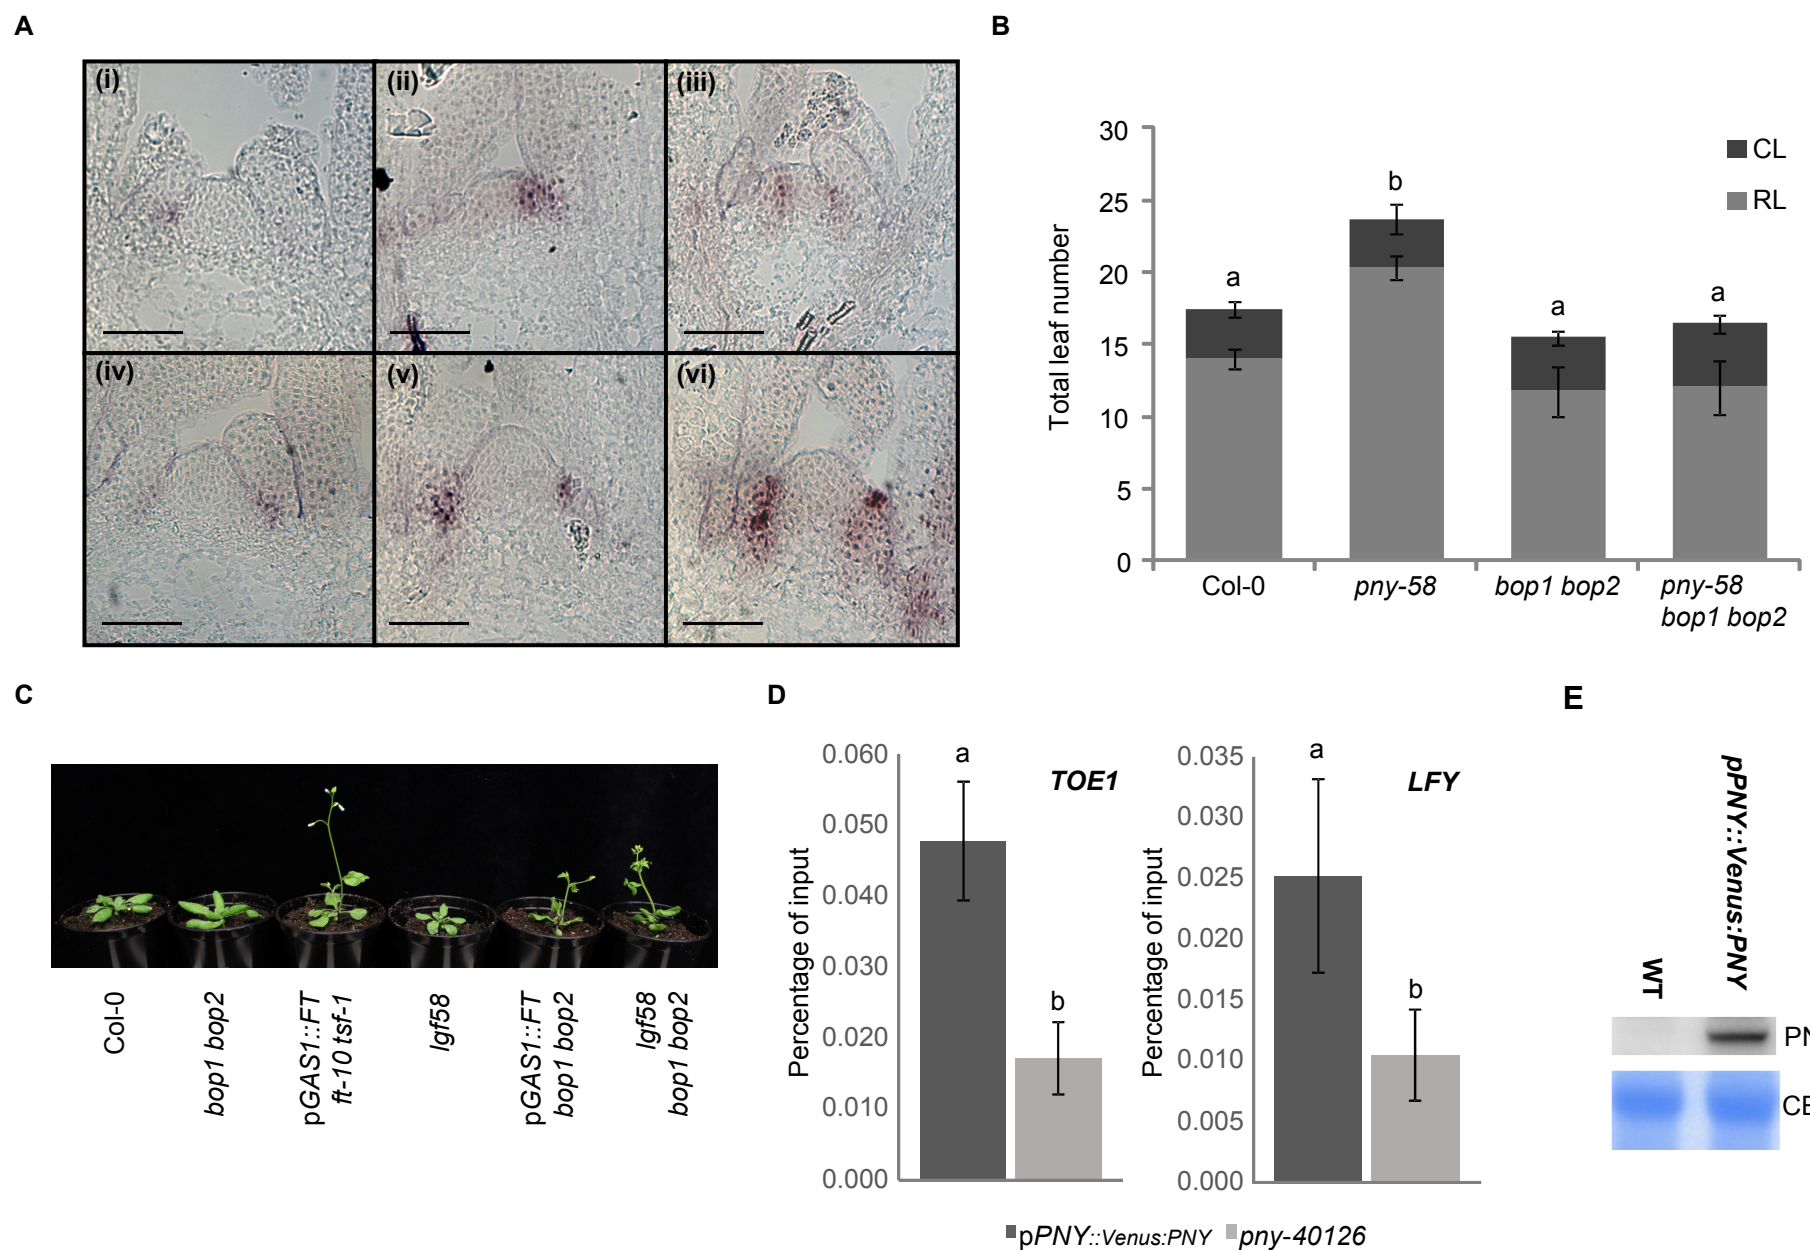 A
(i)
(ii)
(iii)
(iv)
(v)
(vi)
B
Total leaf number
30
25
20
15
10
5
0
a
b
a
a
CL
RL
Col-0
pny-58
bop1 bop2
pny-58
bop1 bop2
C
Col-0
bop1 bop2
pGAS1::FT
ft-10 tsf-1
lgf58
pGAS1::FT
bop1 bop2
lgf58
bop1 bop2
D
Percentage of input
0.060
0.050
0.040
0.030
0.020
0.010
0.000
a
b
TOE1
Percentage of input
0.035
0.030
0.025
0.020
0.015
0.010
0.005
0.000
a
b
LFY
pPNY::Venus:PNY
pny-40126
E
WT
pPNY::Venus:PNY
PN
CE